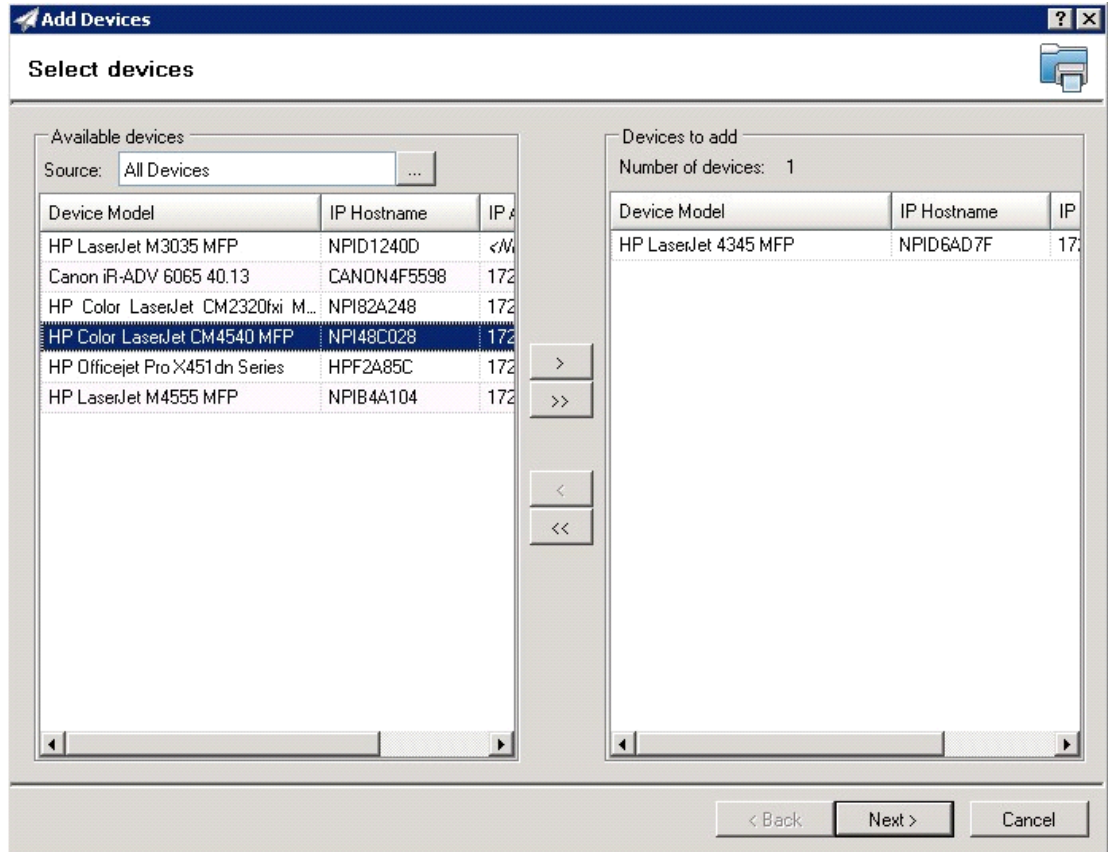 Add Devices
Select devices
Available devices
Source: All Devices ...
Device Model IP Hostname IP
HP LaserJet M3035 MFP NPID1240D
Canon iR-ADV 6065 40.13 CANON4F5598 172
HP Color LaserJet CM2320fxi M... NPI82A248 172
HP Color LaserJet CM4540 MFP NPI48C028 172
HP Officejet Pro X451dn Series HPF2A85C 172
HP LaserJet M4555 MFP NPIB4A104 172
>
>>
<
<<
Devices to add
Number of devices: 1
Device Model IP Hostname IP
HP LaserJet 4345 MFP NPID6AD7F 17
< Back Next > Cancel